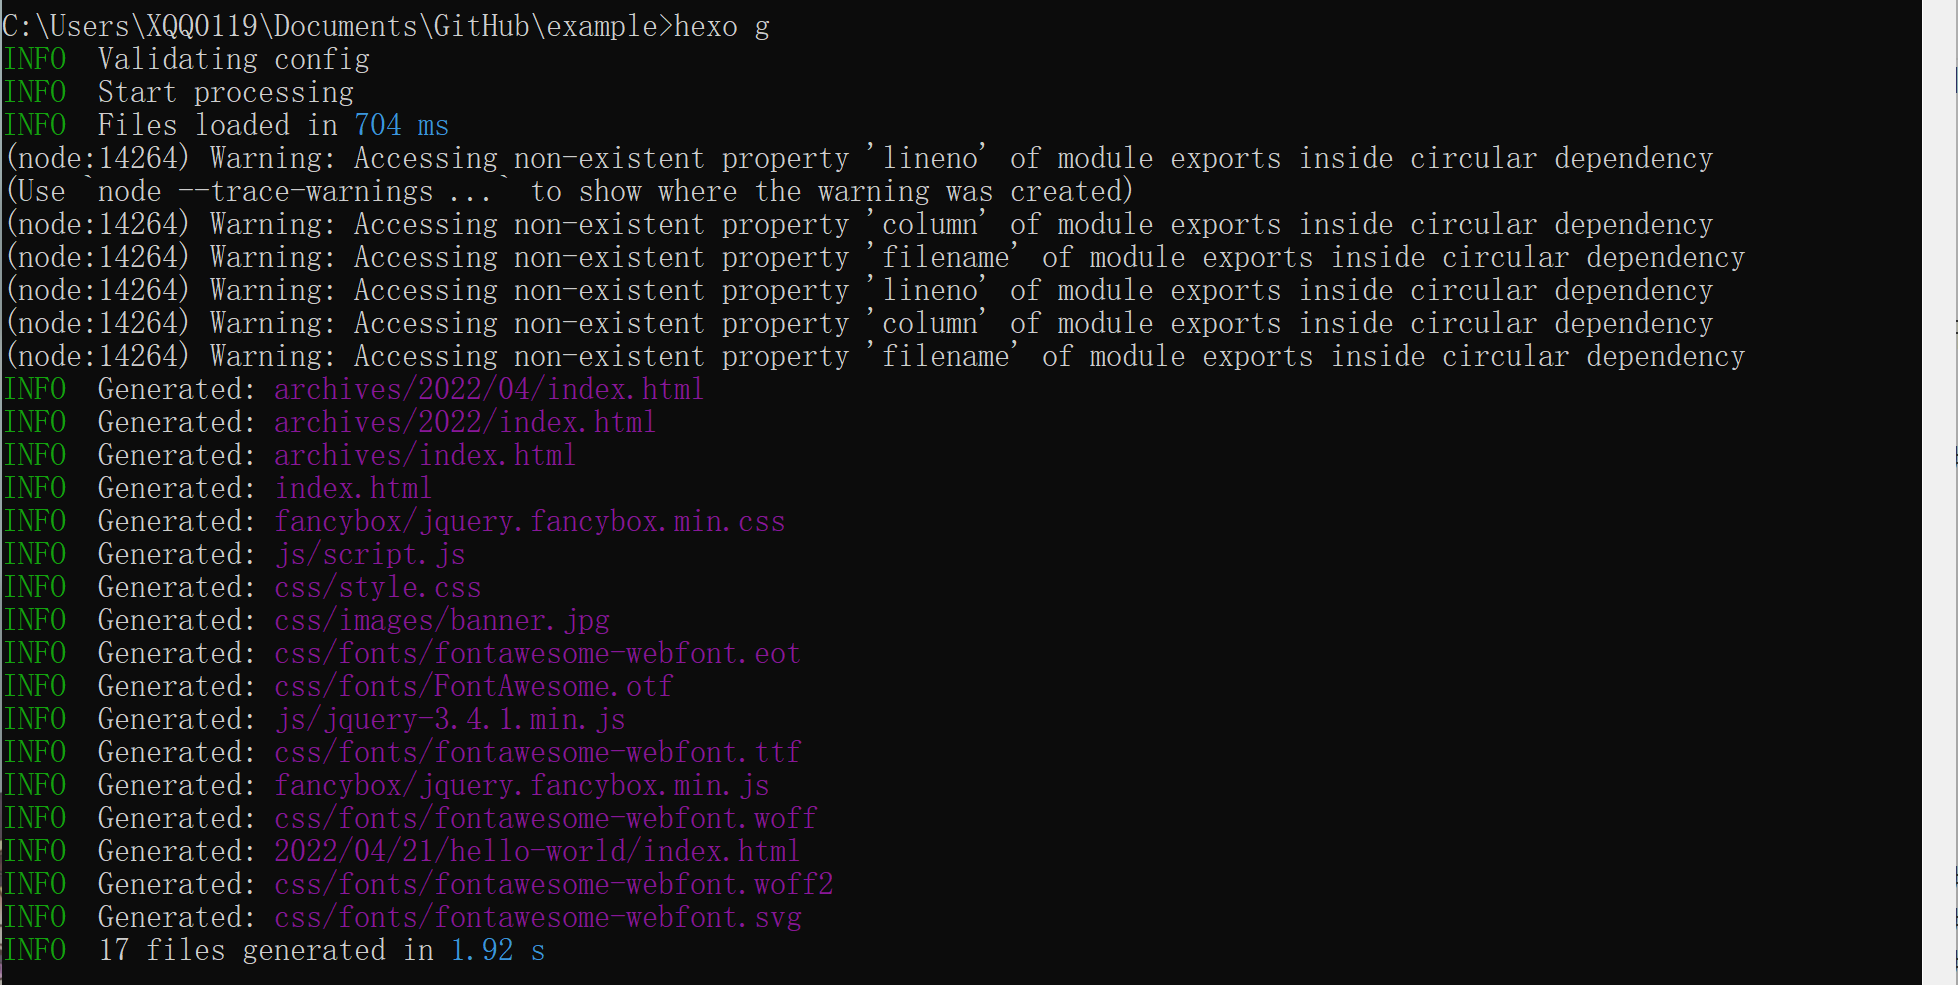 C:\Users\XQQ0119\Documents\GitHub\example>hexo g
INFO  Validating config
INFO  Start processing
INFO  Files loaded in 704 ms
(node:14264) Warning: Accessing non-existent property 'lineno' of module exports inside circular dependency
(Use `node --trace-warnings ...` to show where the warning was created)
(node:14264) Warning: Accessing non-existent property 'column' of module exports inside circular dependency
(node:14264) Warning: Accessing non-existent property 'filename' of module exports inside circular dependency
(node:14264) Warning: Accessing non-existent property 'lineno' of module exports inside circular dependency
(node:14264) Warning: Accessing non-existent property 'column' of module exports inside circular dependency
(node:14264) Warning: Accessing non-existent property 'filename' of module exports inside circular dependency
INFO  Generated: archives/2022/04/index.html
INFO  Generated: archives/2022/index.html
INFO  Generated: archives/index.html
INFO  Generated: index.html
INFO  Generated: fancybox/jquery.fancybox.min.css
INFO  Generated: js/script.js
INFO  Generated: css/style.css
INFO  Generated: css/images/banner.jpg
INFO  Generated: css/fonts/fontawesome-webfont.eot
INFO  Generated: css/fonts/FontAwesome.otf
INFO  Generated: js/jquery-3.4.1.min.js
INFO  Generated: css/fonts/fontawesome-webfont.ttf
INFO  Generated: fancybox/jquery.fancybox.min.js
INFO  Generated: css/fonts/fontawesome-webfont.woff
INFO  Generated: 2022/04/21/hello-world/index.html
INFO  Generated: css/fonts/fontawesome-webfont.woff2
INFO  Generated: css/fonts/fontawesome-webfont.svg
INFO  17 files generated in 1.92 s